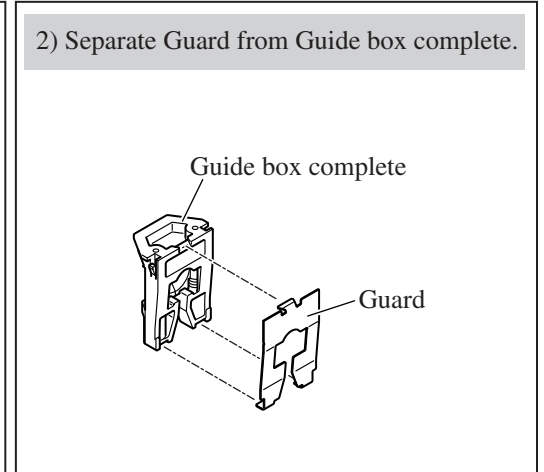 2) Separate Guard from Guide box complete.
Guide box complete
Guard